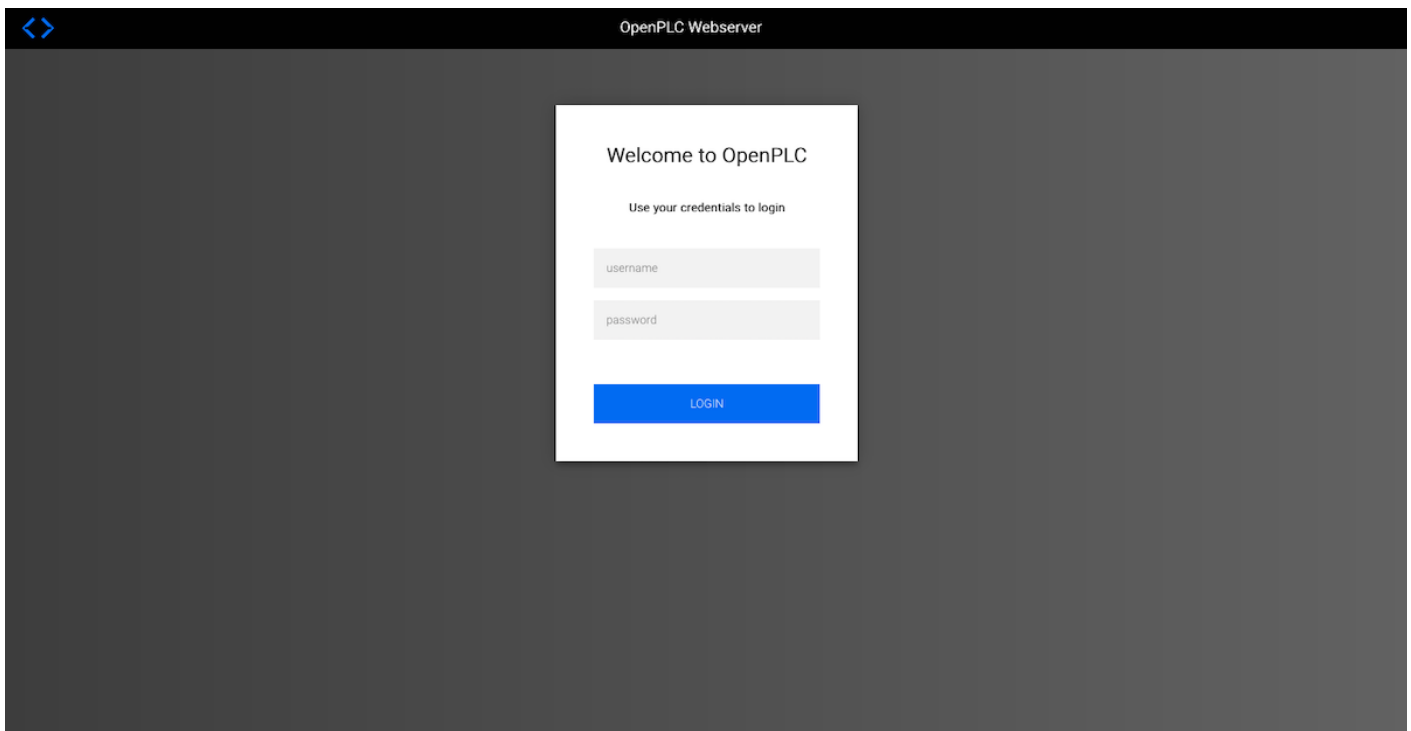 OpenPLC Webserver
Welcome to OpenPLC
Use your credentials to login
username
password
LOGIN